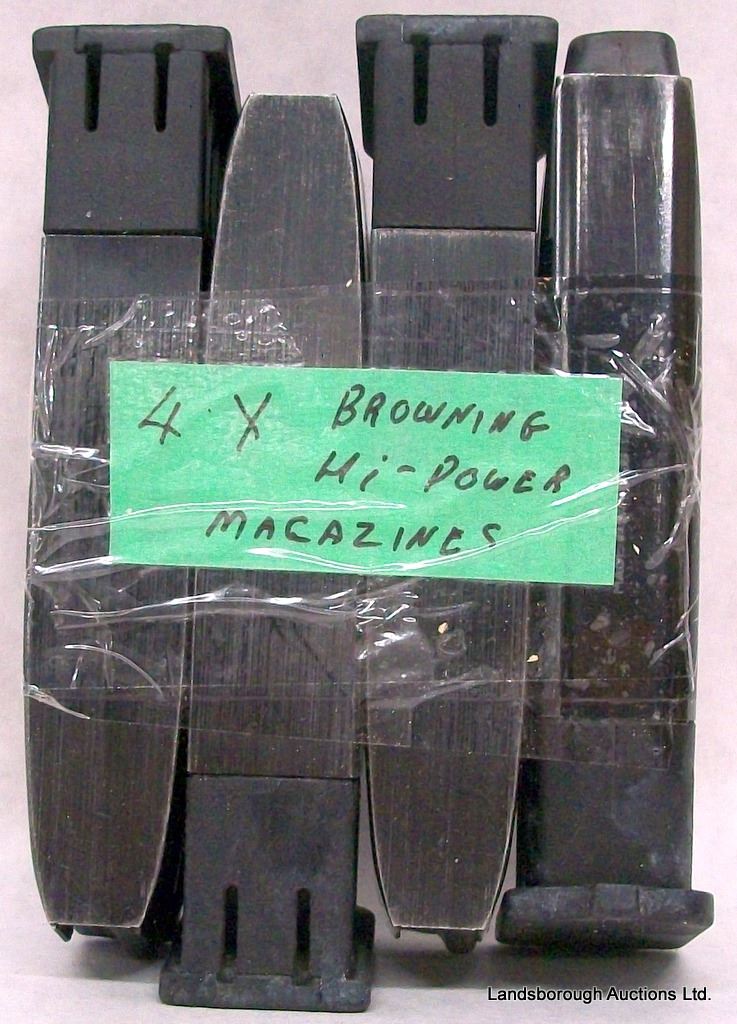 4 X BROWNING
Hi-POWER
MAGAZINES
Landsborough Auctions Ltd.